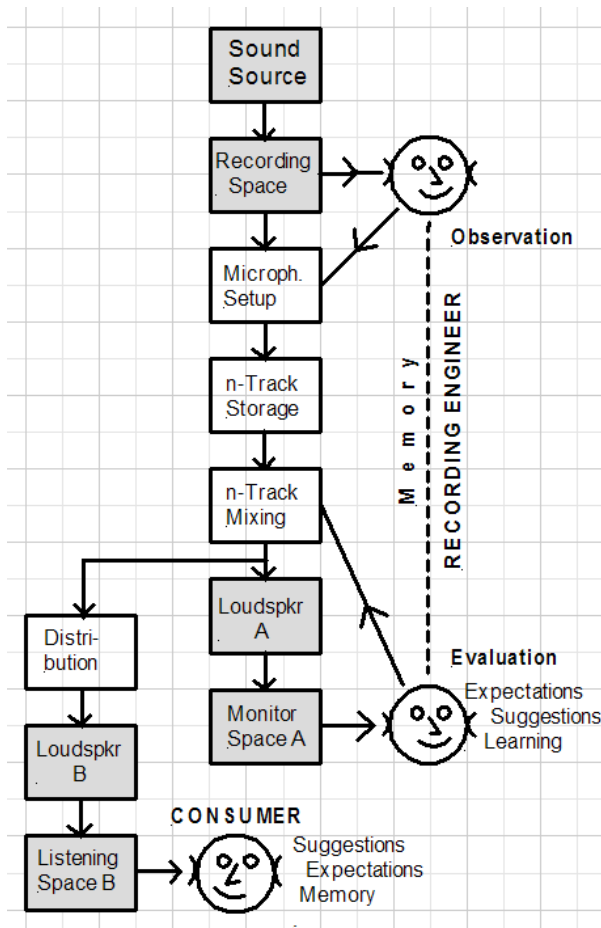 Sound
Source
Recording
Space
Observation
Microph.
Setup
n-Track
Storage
Memory
RECORDING ENGINEER
n-Track
Mixing
Loudspkr
A
Distri-
bution
Evaluation
Expectations
Suggestions
Learning
Monitor
Space A
Loudspkr
B
CONSUMER
Listening
Space B
Suggestions
Expectations
Memory